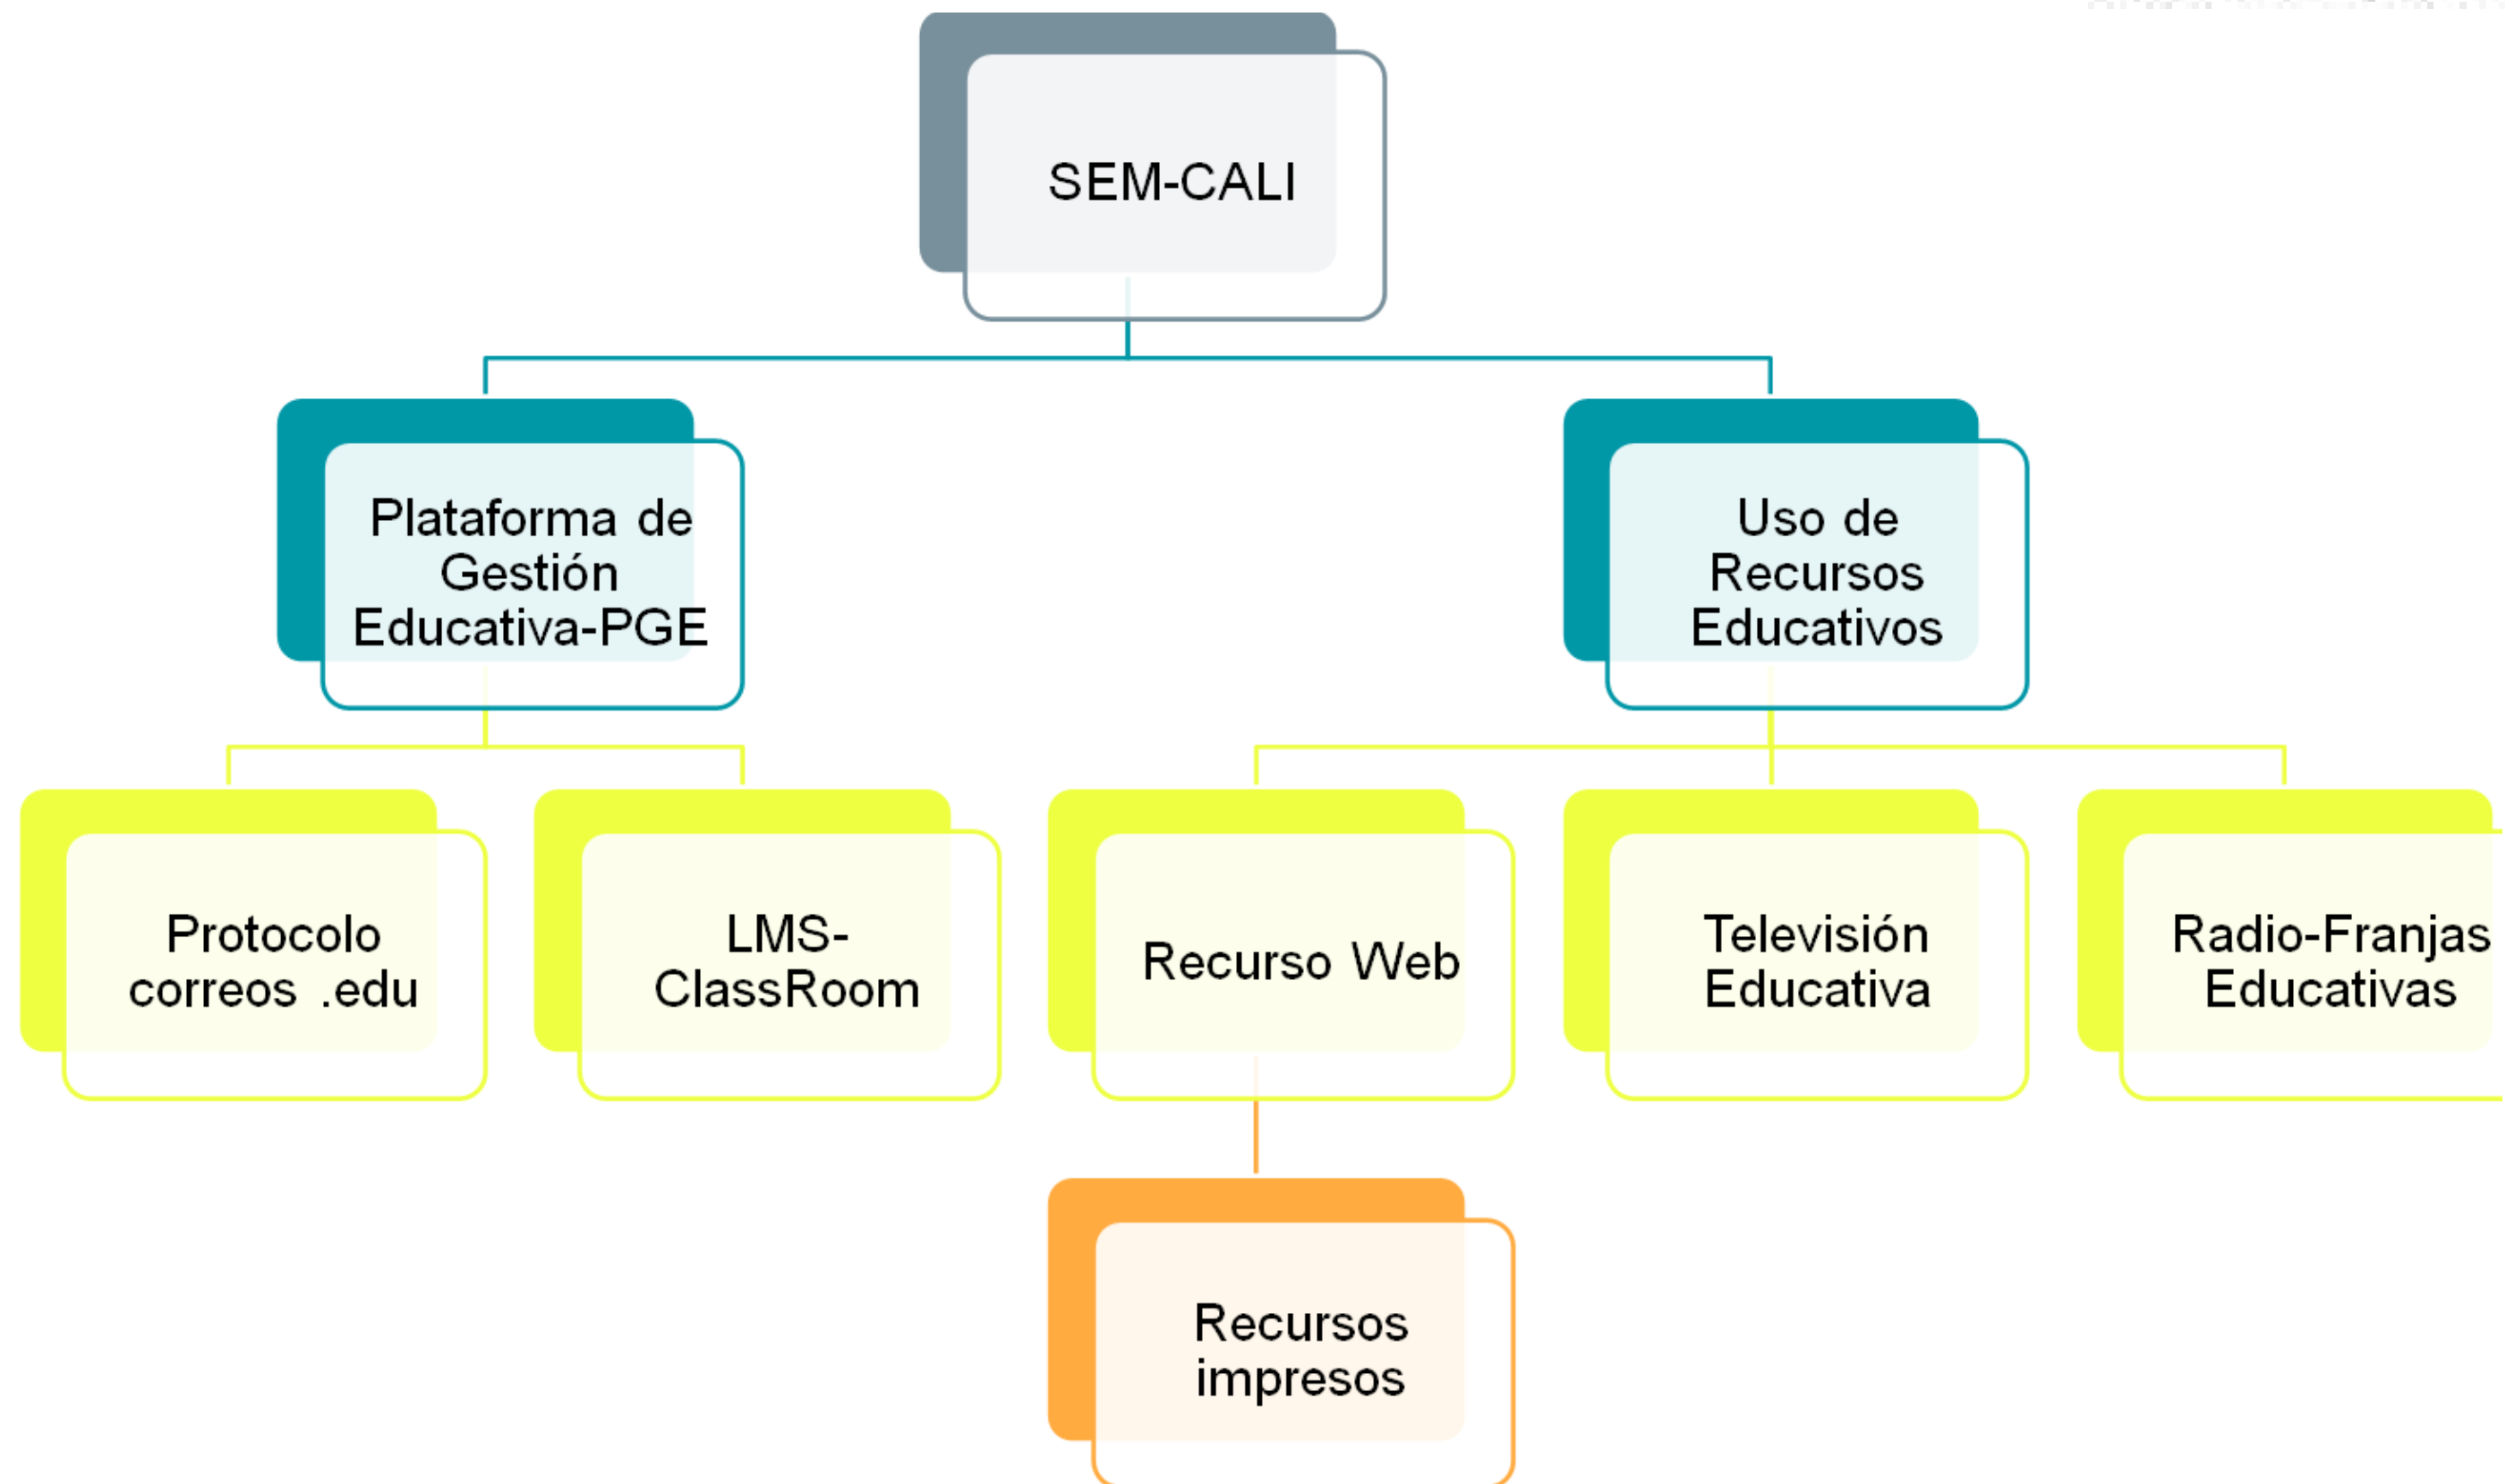 SEM-CALI
Plataforma de
Gestión
Educativa-PGE
Uso de
Recursos
Educativos
Protocolo
correos .edu
LMS-
ClassRoom
Recurso Web
Televisión
Educativa
Radio-Franjas
Educativas
Recursos
impresos